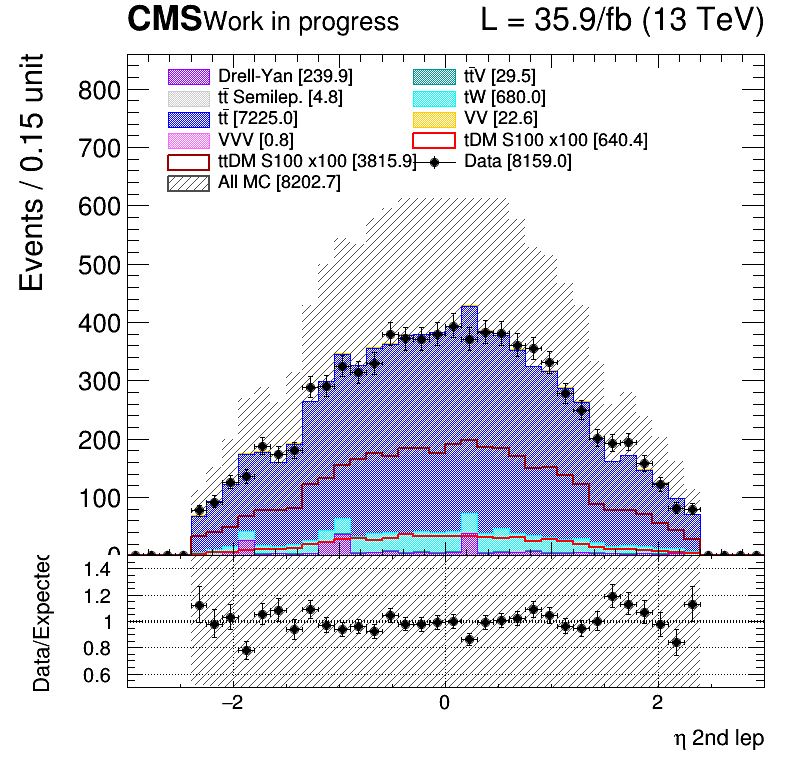 CMS Work in progress L = 35.9/fb (13 TeV)
Events / 0.15 unit
800
700
600
500
400
300
200
100
0
Drell-Yan [239.9] tt̄V [29.5]
tt̄ Semilep. [4.8] tW [680.0]
tt̄ [7225.0] VV [22.6]
VVV [0.8] tDM S100 x100 [640.4]
ttDM S100 x100 [3815.9] Data [8159.0]
All MC [8202.7]
Data/Expected
1.4
1.2
1
0.8
0.6
−2 0 2
η 2nd lep